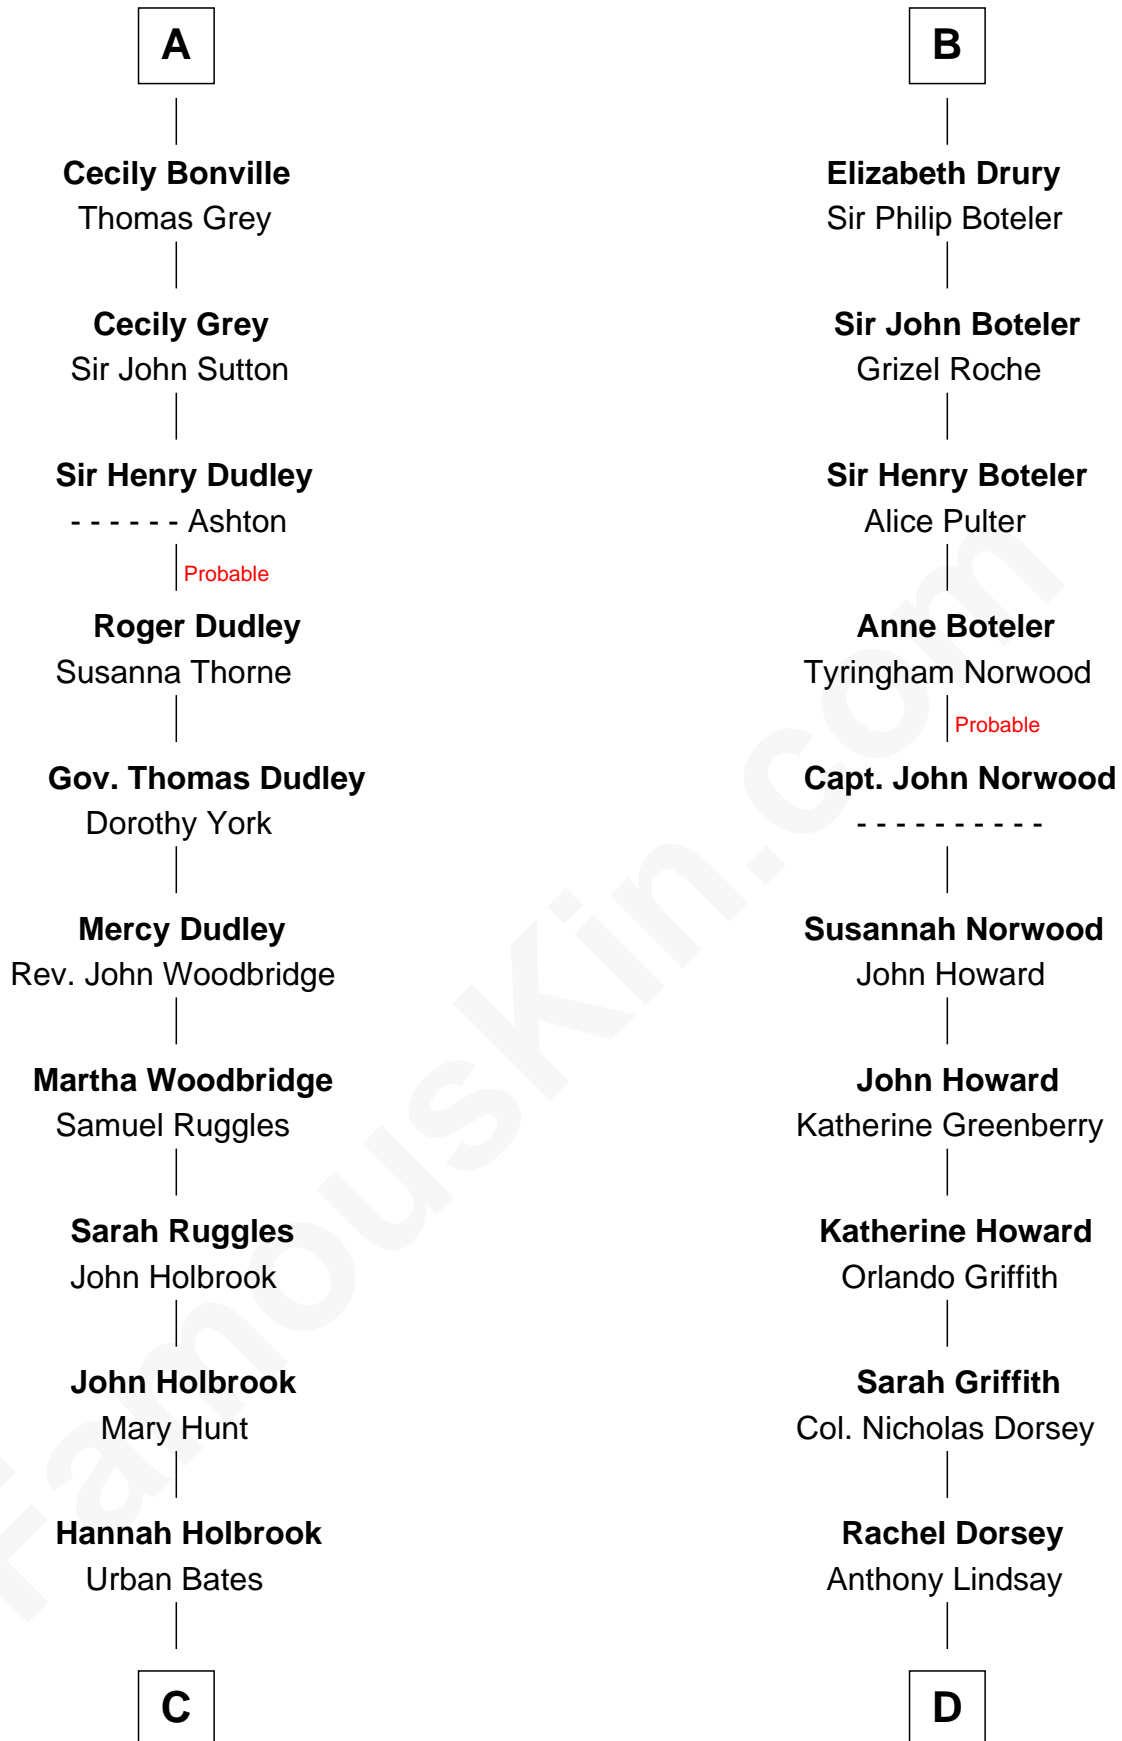 A
Cecily Bonville
Thomas Grey
Cecily Grey
Sir John Sutton
Sir Henry Dudley
- - - - - - Ashton
Probable
Roger Dudley
Susanna Thorne
Gov. Thomas Dudley
Dorothy York
Mercy Dudley
Rev. John Woodbridge
Martha Woodbridge
Samuel Ruggles
Sarah Ruggles
John Holbrook
John Holbrook
Mary Hunt
Hannah Holbrook
Urban Bates
C
B
Elizabeth Drury
Sir Philip Boteler
Sir John Boteler
Grizel Roche
Sir Henry Boteler
Alice Pulter
Anne Boteler
Tyringham Norwood
Probable
Capt. John Norwood
- - - - - - - - - -
Susannah Norwood
John Howard
John Howard
Katherine Greenberry
Katherine Howard
Orlando Griffith
Sarah Griffith
Col. Nicholas Dorsey
Rachel Dorsey
Anthony Lindsay
D
FamousKin.com